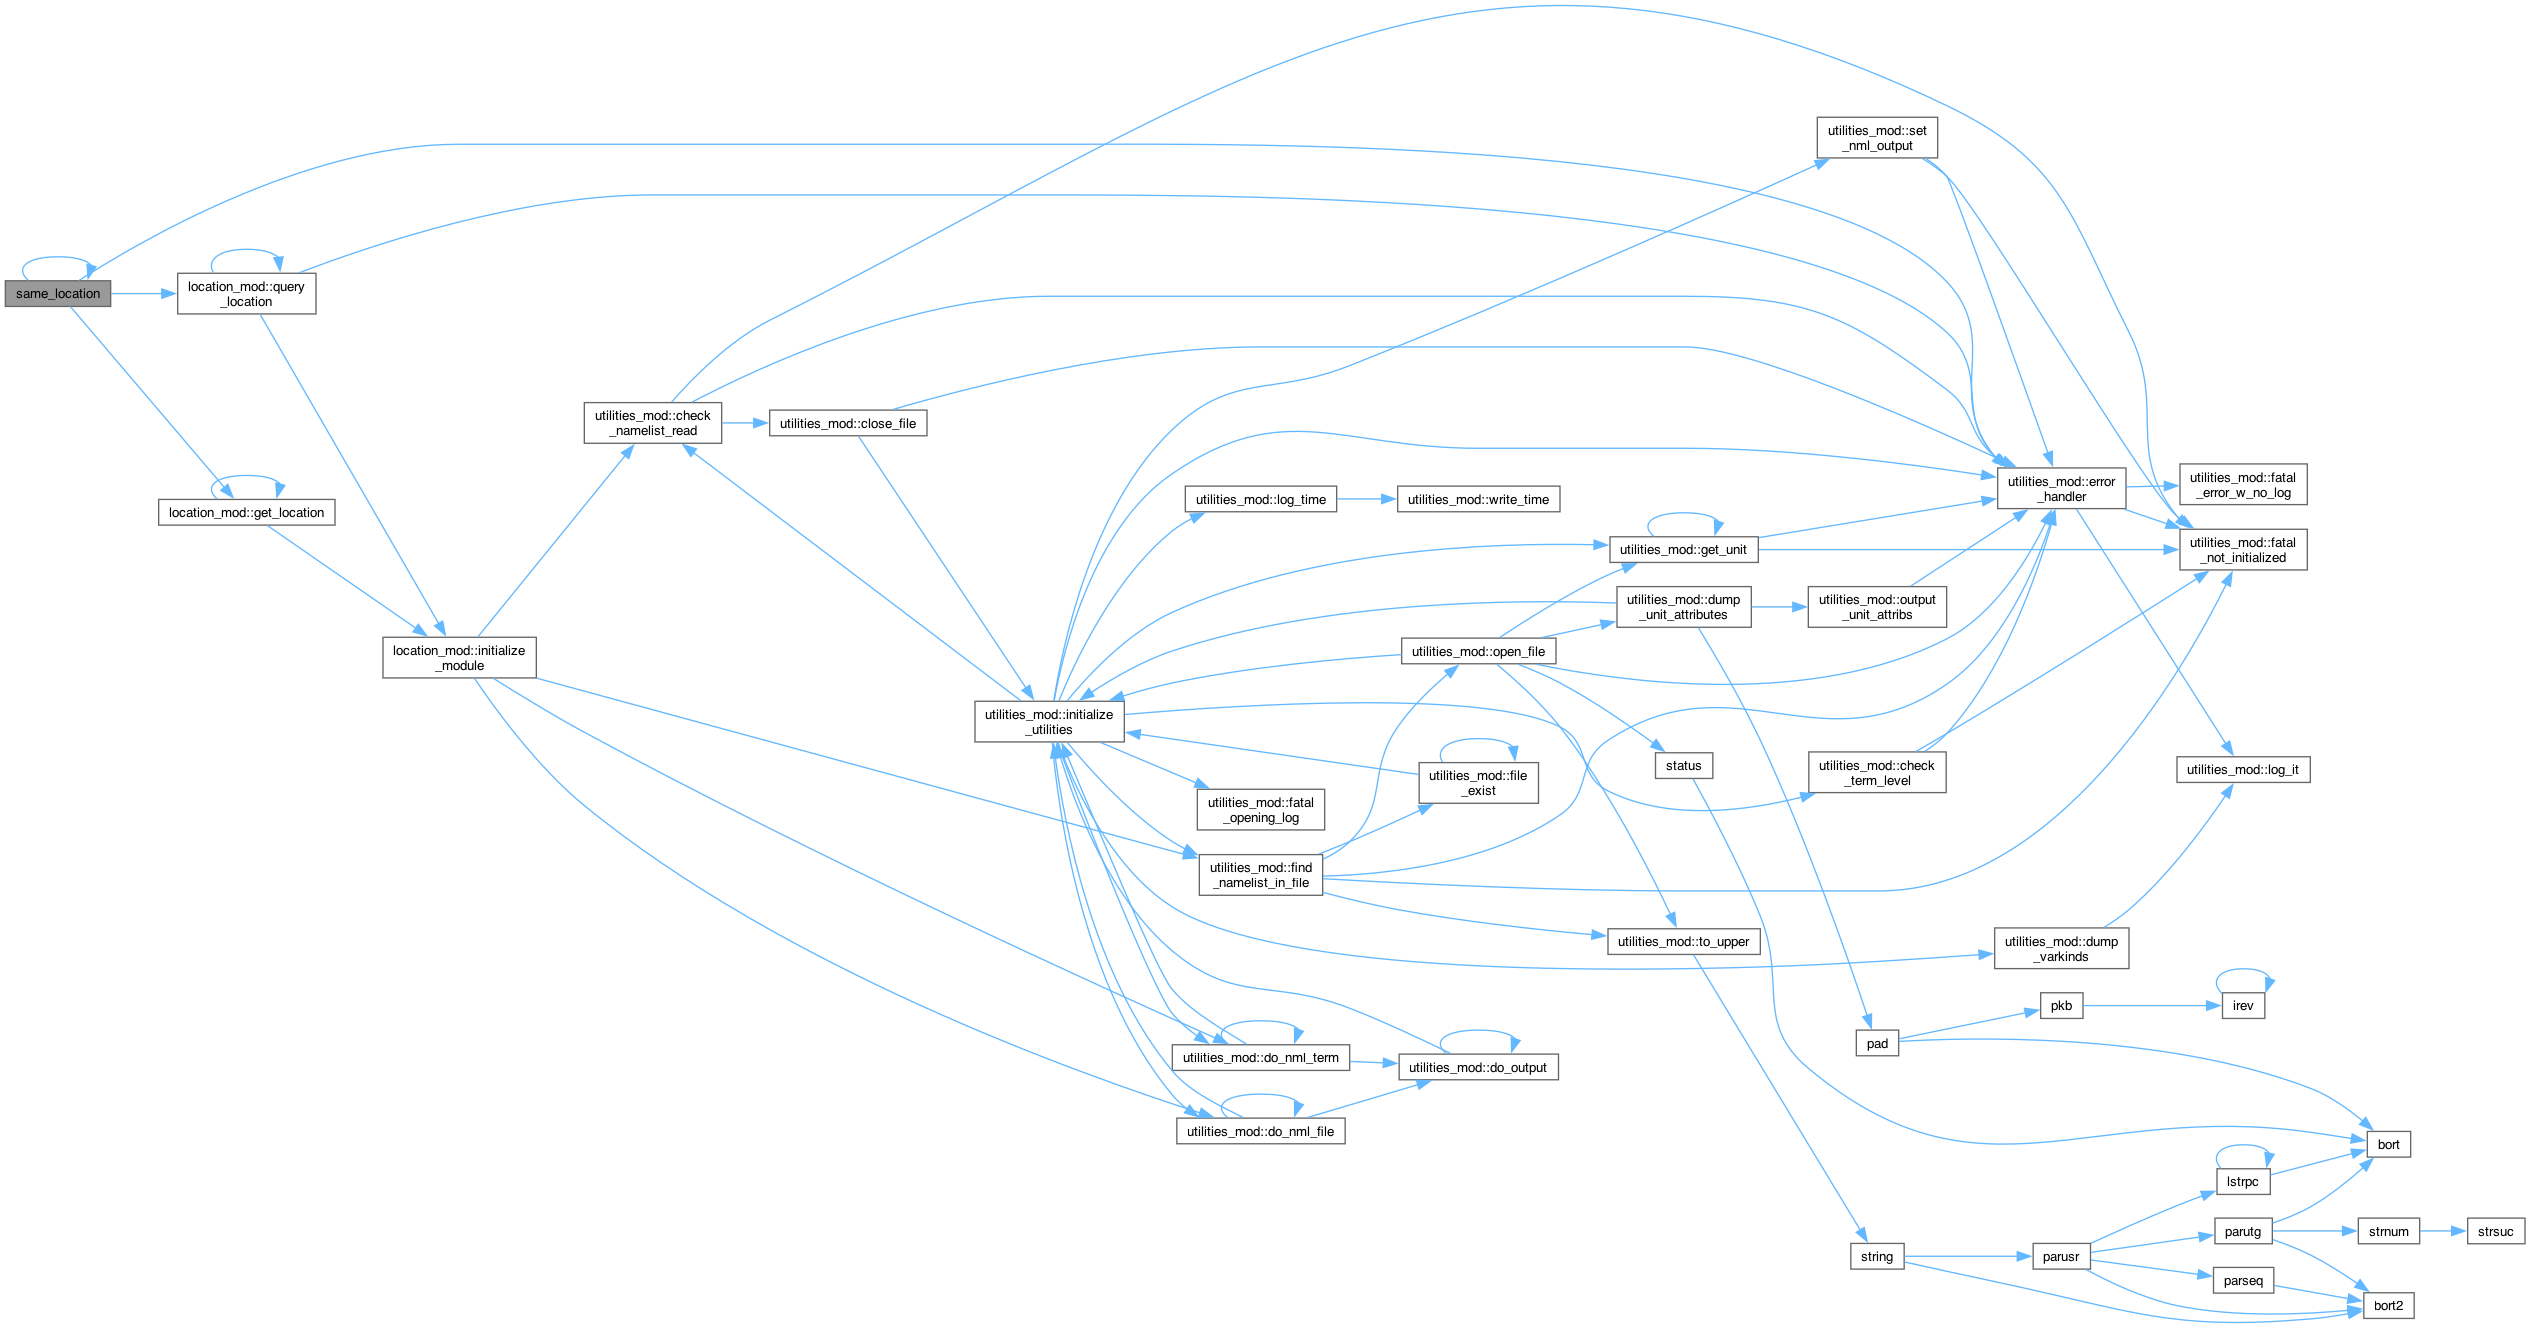 same_location
location_mod::query
_location
location_mod::get_location
location_mod::initialize
_module
utilities_mod::check
_namelist_read
utilities_mod::close_file
utilities_mod::initialize
_utilities
utilities_mod::log_time
utilities_mod::write_time
utilities_mod::fatal
_opening_log
utilities_mod::find
_namelist_in_file
utilities_mod::do_nml_term
utilities_mod::do_nml_file
utilities_mod::open_file
utilities_mod::file
_exist
utilities_mod::do_output
utilities_mod::get_unit
utilities_mod::dump
_unit_attributes
status
utilities_mod::to_upper
utilities_mod::set
_nml_output
utilities_mod::output
_unit_attribs
utilities_mod::check
_term_level
pad
string
utilities_mod::error
_handler
utilities_mod::dump
_varkinds
pkb
parusr
utilities_mod::fatal
_error_w_no_log
utilities_mod::fatal
_not_initialized
utilities_mod::log_it
irev
lstrpc
parutg
parseq
bort
strnum
bort2
strsuc